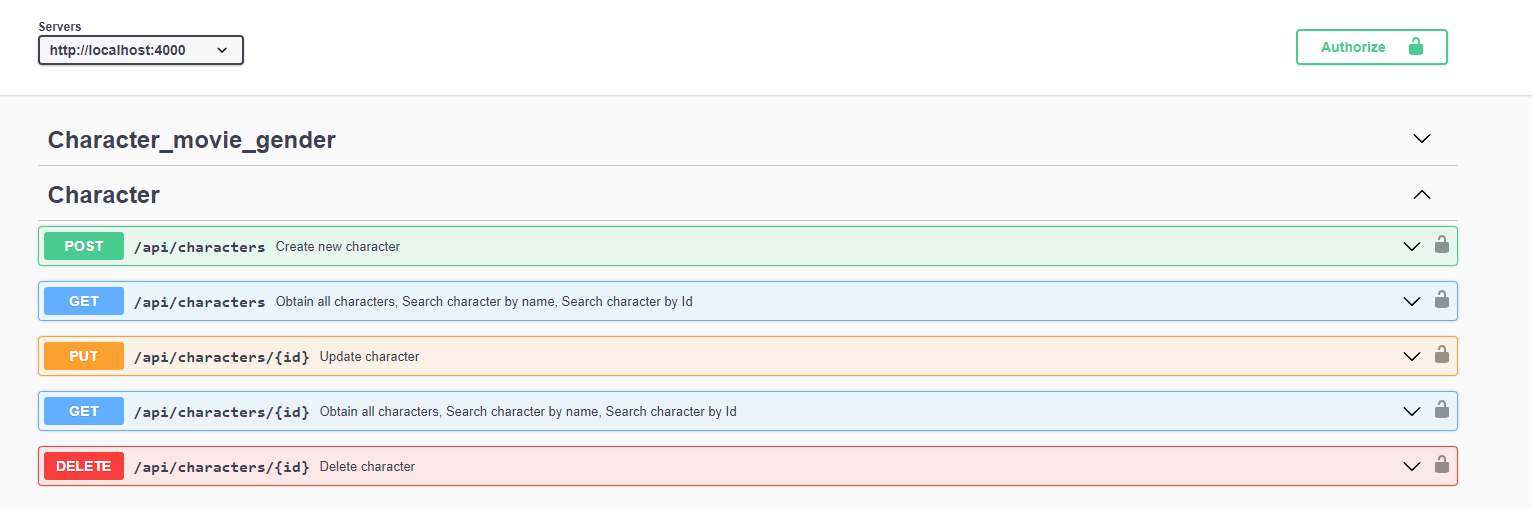 Servers
http://localhost:4000
Authorize
Character_movie_gender
Character
POST /api/characters Create new character
GET /api/characters Obtain all characters, Search character by name, Search character by Id
PUT /api/characters/{id} Update character
GET /api/characters/{id} Obtain all characters, Search character by name, Search character by Id
DELETE /api/characters/{id} Delete character